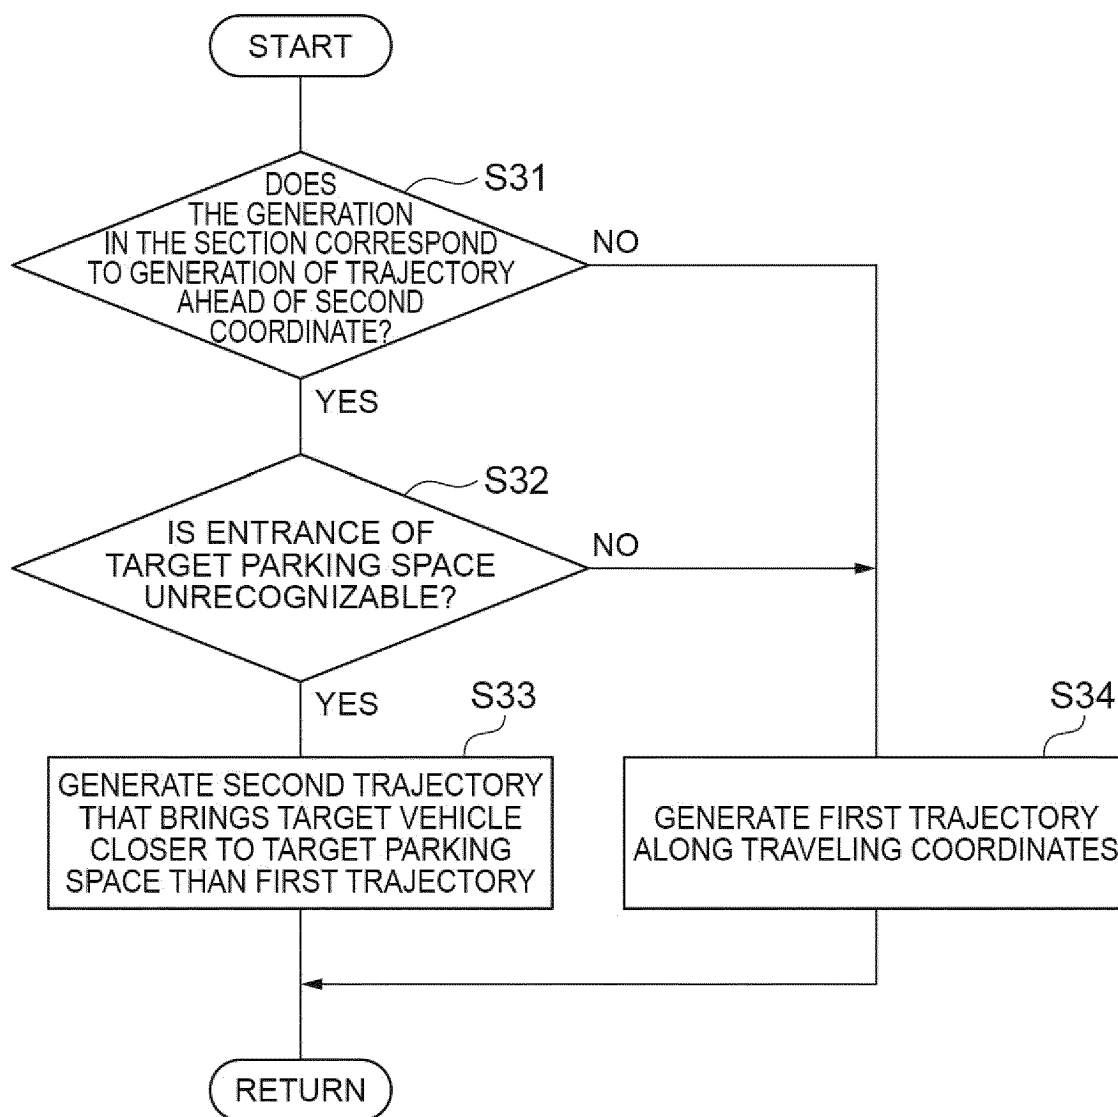 START
S31
DOES
THE GENERATION
IN THE SECTION CORRESPOND
TO GENERATION OF TRAJECTORY
AHEAD OF SECOND
COORDINATE?
NO
YES
S32
IS ENTRANCE OF
TARGET PARKING SPACE
UNRECOGNIZABLE?
NO
YES
S33
GENERATE SECOND TRAJECTORY
THAT BRINGS TARGET VEHICLE
CLOSER TO TARGET PARKING
SPACE THAN FIRST TRAJECTORY
S34
GENERATE FIRST TRAJECTORY
ALONG TRAVELING COORDINATES
RETURN